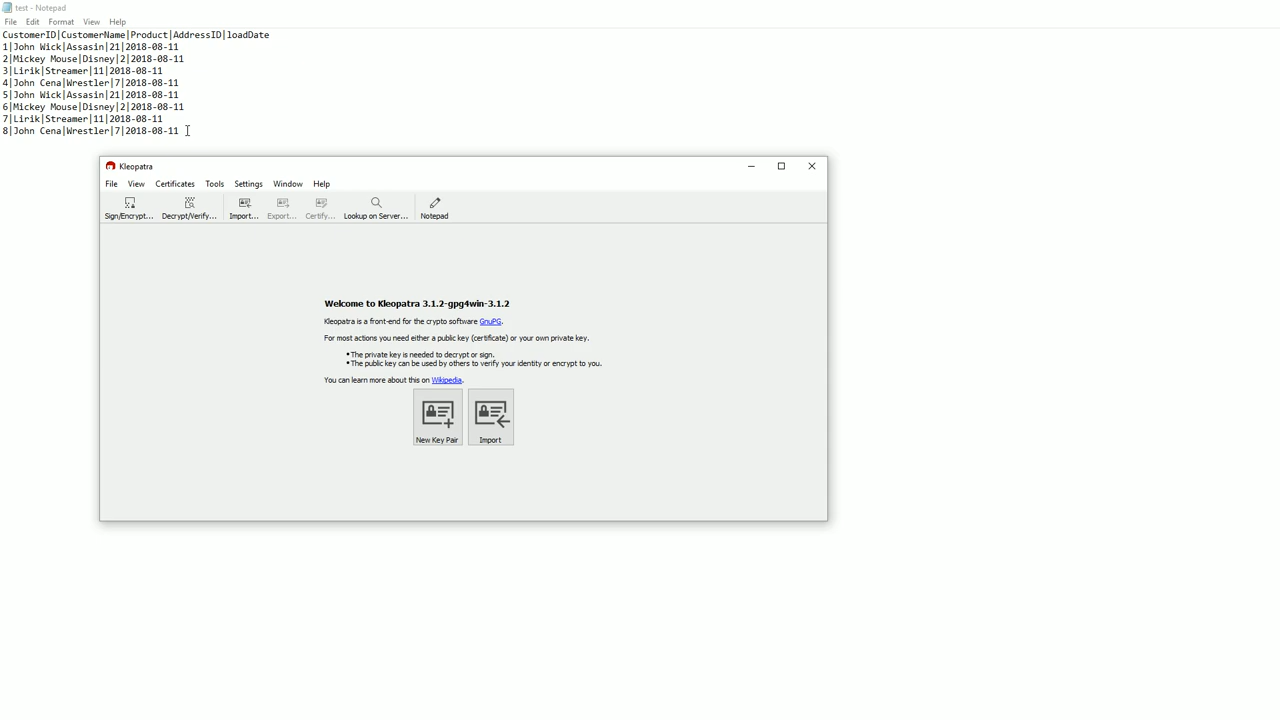 test - Notepad
File Edit Format View Help
CustomerID|CustomerName|Product|AddressID|loadDate
1|John Wick|Assasin|21|2018-08-11
2|Mickey Mouse|Disney|2|2018-08-11
3|Lirik|Streamer|11|2018-08-11
4|John Cena|Wrestler|7|2018-08-11
5|John Wick|Assasin|21|2018-08-11
6|Mickey Mouse|Disney|2|2018-08-11
7|Lirik|Streamer|11|2018-08-11
8|John Cena|Wrestler|7|2018-08-11
Kleopatra
File View Certificates Tools Settings Window Help
Sign/Encrypt... Decrypt/Verify... Import... Export... Certify... Lookup on Server... Notepad
Welcome to Kleopatra 3.1.2-gpg4win-3.1.2
Kleopatra is a front-end for the crypto software GnuPG.
For most actions you need either a public key (certificate) or your own private key.
•The private key is needed to decrypt or sign.
•The public key can be used by others to verify your identity or encrypt to you.
You can learn more about this on Wikipedia.
New Key Pair Import